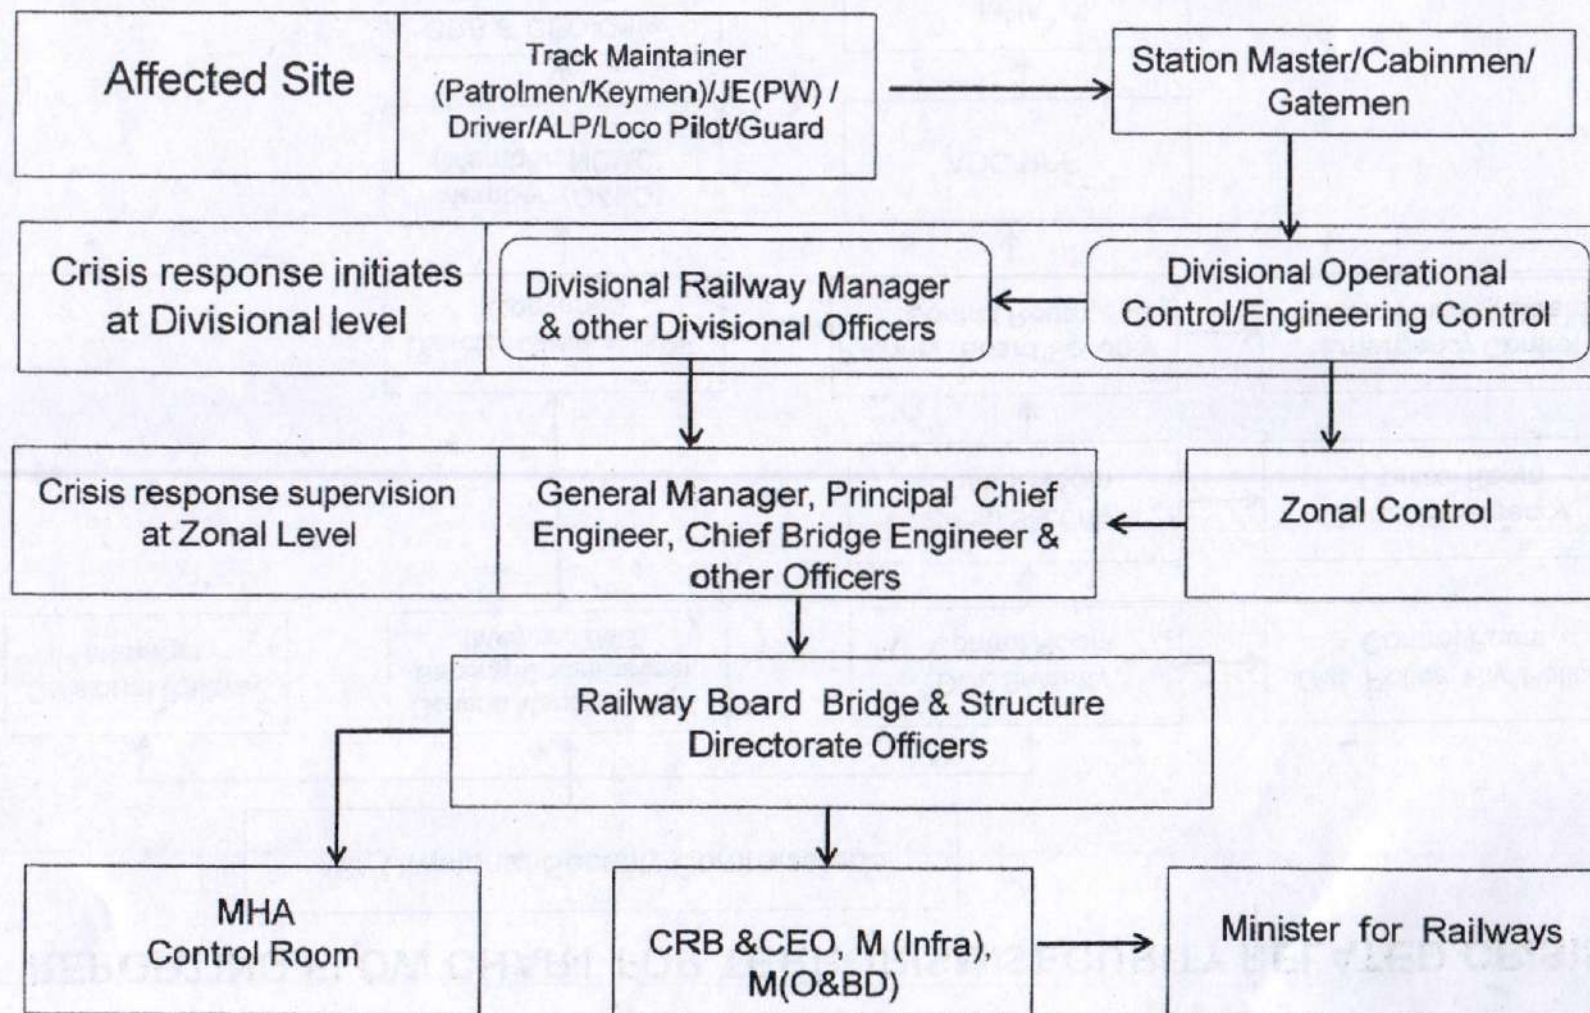 Affected Site
Track Maintainer
(Patrolmen/Keymen)/JE(PW) /
Driver/ALP/Loco Pilot/Guard
Station Master/Cabinmen/
Gatemen
Crisis response initiates
at Divisional level
Divisional Railway Manager
& other Divisional Officers
Divisional Operational
Control/Engineering Control
Crisis response supervision
at Zonal Level
General Manager, Principal Chief
Engineer, Chief Bridge Engineer &
other Officers
Zonal Control
Railway Board Bridge & Structure
Directorate Officers
MHA
Control Room
CRB &CEO, M (Infra),
M(O&BD)
Minister for Railways